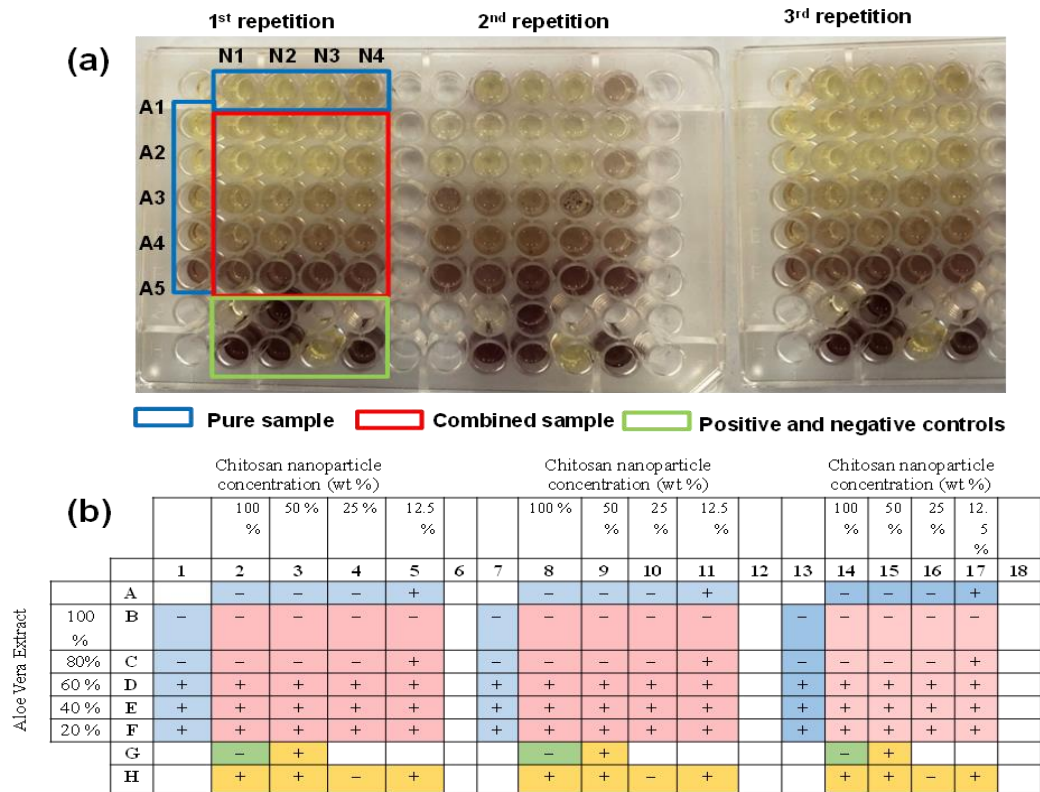 1st repetition 2nd repetition 3rd repetition
(a)
N1 N2 N3 N4
A1
A2
A3
A4
A5
Pure sample Combined sample Positive and negative controls
(b)
Chitosan nanoparticle concentration (wt %) Chitosan nanoparticle concentration (wt %) Chitosan nanoparticle concentration (wt %)
100 % 50 % 25 % 12.5 % 100 % 50 % 25 % 12.5 % 100 % 50 % 25 % 12. 5 %
1 2 3 4 5 6 7 8 9 10 11 12 13 14 15 16 17 18
Aloe Vera Extract
A – – – + – – – + – – – +
100 % B – – – – – – – – – – – – – – –
80% C – – – – + – – – – + – – – – +
60 % D + + + + + + + + + + + + + + +
40 % E + + + + + + + + + + + + + + +
20 % F + + + + + + + + + + + + + + +
G – + – + – +
H + + – + + + – + + + – +